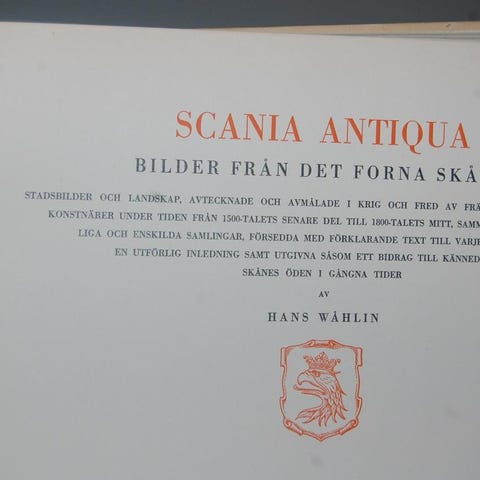 SCANIA ANTIQUA
BILDER FRÅN DET FORNA SKÅ
STADSBILDER OCH LANDSKAP, AVTECKNADE OCH AVMÅLADE I KRIG OCH FRED AV FRÄ
KONSTNÄRER UNDER TIDEN FRÅN 1500-TALETS SENARE DEL TILL 1800-TALETS MITT, SAMM
LIGA OCH ENSKILDA SAMLINGAR, FÖRSEDDA MED FÖRKLARANDE TEXT TILL VARJE
EN UTFÖRLIG INLEDNING SAMT UTGIVNA SÅSOM ETT BIDRAG TILL KÄNNED
SKÅNES ÖDEN I GÅNGNA TIDER
AV
HANS WÅHLIN